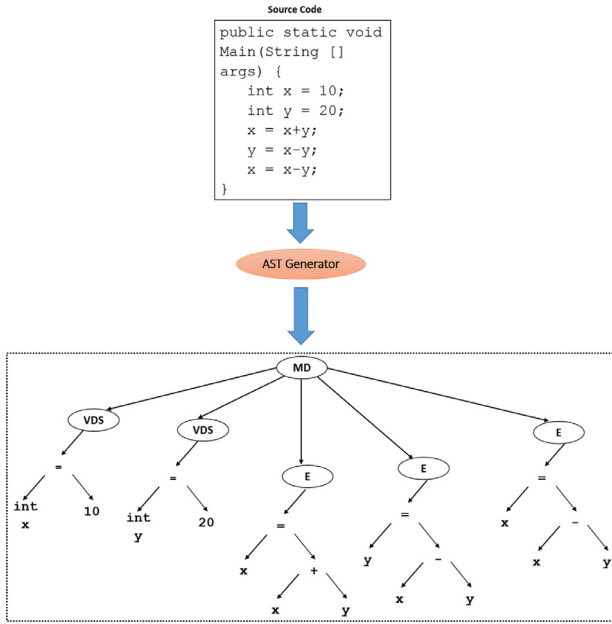 Source Code
public static void
Main(String []
args) {
int x = 10;
int y = 20;
x = x+y;
y = x-y;
x = x-y;
}
AST Generator
MD
VDS
VDS
E
E
E
=
=
=
=
=
int
x
10
int
y
20
x
+
x
y
y
-
x
y
x
-
x
y